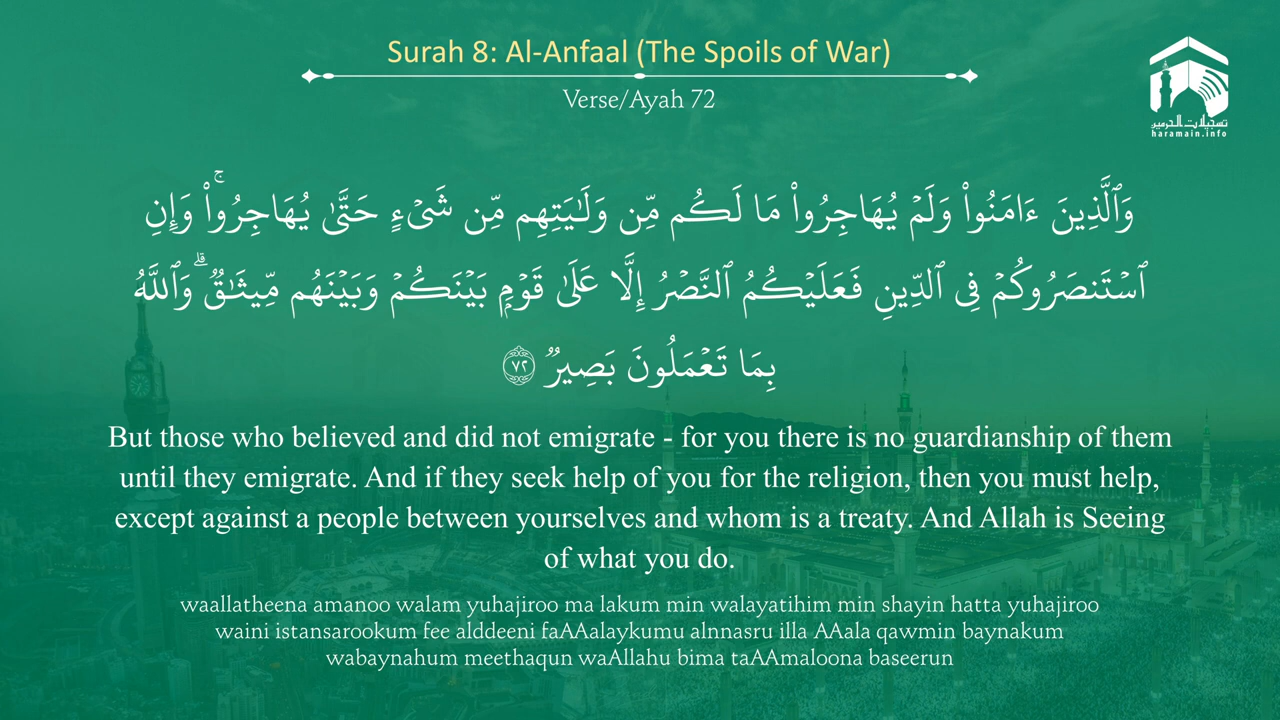 Surah 8: Al-Anfaal (The Spoils of War)
Verse/Ayah 72
تسجيلات الحرمين
haramain.info
وَٱلَّذِينَ ءَامَنُوا۟ وَلَمْ يُهَاجِرُوا۟ مَا لَكُم مِّن وَلَـٰيَتِهِم مِّن شَىْءٍ حَتَّىٰ يُهَاجِرُوا۟ ۚ وَإِنِ
ٱسْتَنصَرُوكُمْ فِى ٱلدِّينِ فَعَلَيْكُمُ ٱلنَّصْرُ إِلَّا عَلَىٰ قَوْمٍۭ بَيْنَكُمْ وَبَيْنَهُم مِّيثَـٰقٌ ۗ وَٱللَّهُ
بِمَا تَعْمَلُونَ بَصِيرٌ ٧٢
But those who believed and did not emigrate - for you there is no guardianship of them
until they emigrate. And if they seek help of you for the religion, then you must help,
except against a people between yourselves and whom is a treaty. And Allah is Seeing
of what you do.
waallatheena amanoo walam yuhajiroo ma lakum min walayatihim min shayin hatta yuhajiroo
waini istansarookum fee alddeeni faAAalaykumu alnnasru illa AAala qawmin baynakum
wabaynahum meethaqun waAllahu bima taAAmaloona baseerun